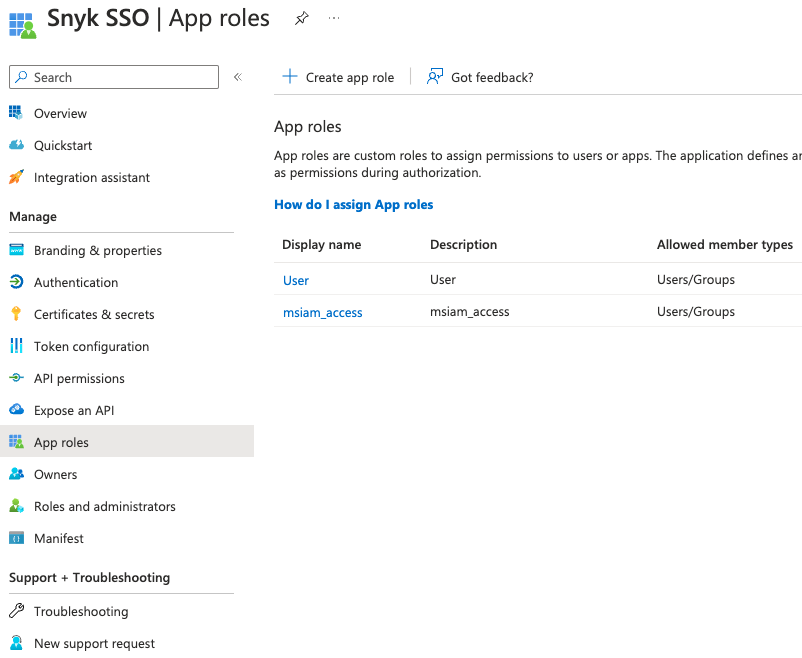 Snyk SSO | App roles
Search
Overview
Quickstart
Integration assistant
Manage
Branding & properties
Authentication
Certificates & secrets
Token configuration
API permissions
Expose an API
App roles
Owners
Roles and administrators
Manifest
Support + Troubleshooting
Troubleshooting
New support request
Create app role
Got feedback?
App roles
App roles are custom roles to assign permissions to users or apps. The application defines
as permissions during authorization.
How do I assign App roles
Display name Description Allowed member types
User User Users/Groups
msiam_access msiam_access Users/Groups